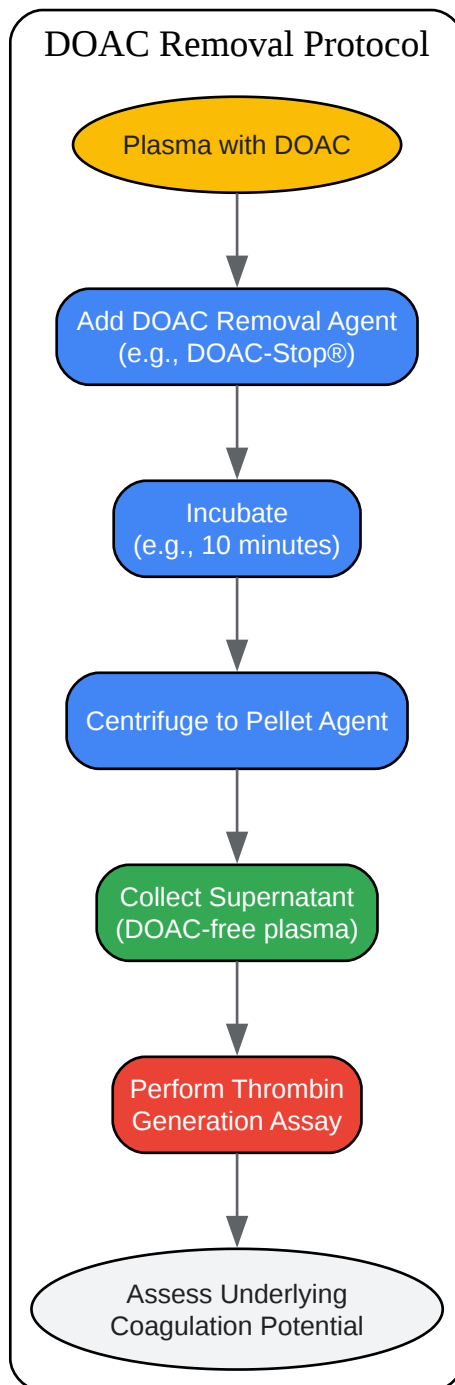 DOAC Removal Protocol
Plasma with DOAC
Add DOAC Removal Agent
(e.g., DOAC-Stop®)
Incubate
(e.g., 10 minutes)
Centrifuge to Pellet Agent
Collect Supernatant
(DOAC-free plasma)
Perform Thrombin
Generation Assay
Assess Underlying
Coagulation Potential